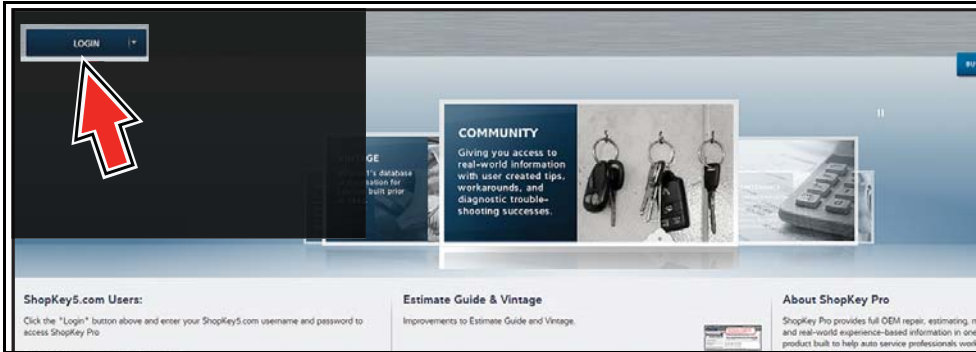 LOGIN
BU
COMMUNITY
Giving you access to
real-world information
with user created tips,
workarounds, and
diagnostic trouble-
shooting successes.
ShopKey5.com Users:
Click the "Login" button above and enter your ShopKey5.com username and password to
access ShopKey Pro
Estimate Guide & Vintage
Improvements to Estimate Guide and Vintage.
About ShopKey Pro
ShopKey Pro provides full OEM repair, estimating,
and real-world experience-based information in one
product built to help auto service professionals work